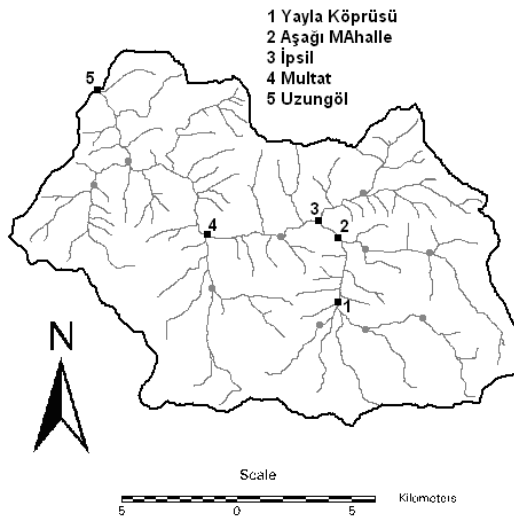 1 Yayla Köprüsü
2 Aşağı MAhalle
3 İpsil
4 Multat
5 Uzungöl
5
3
2
4
1
N
Scale
5 0 5 Kilometers